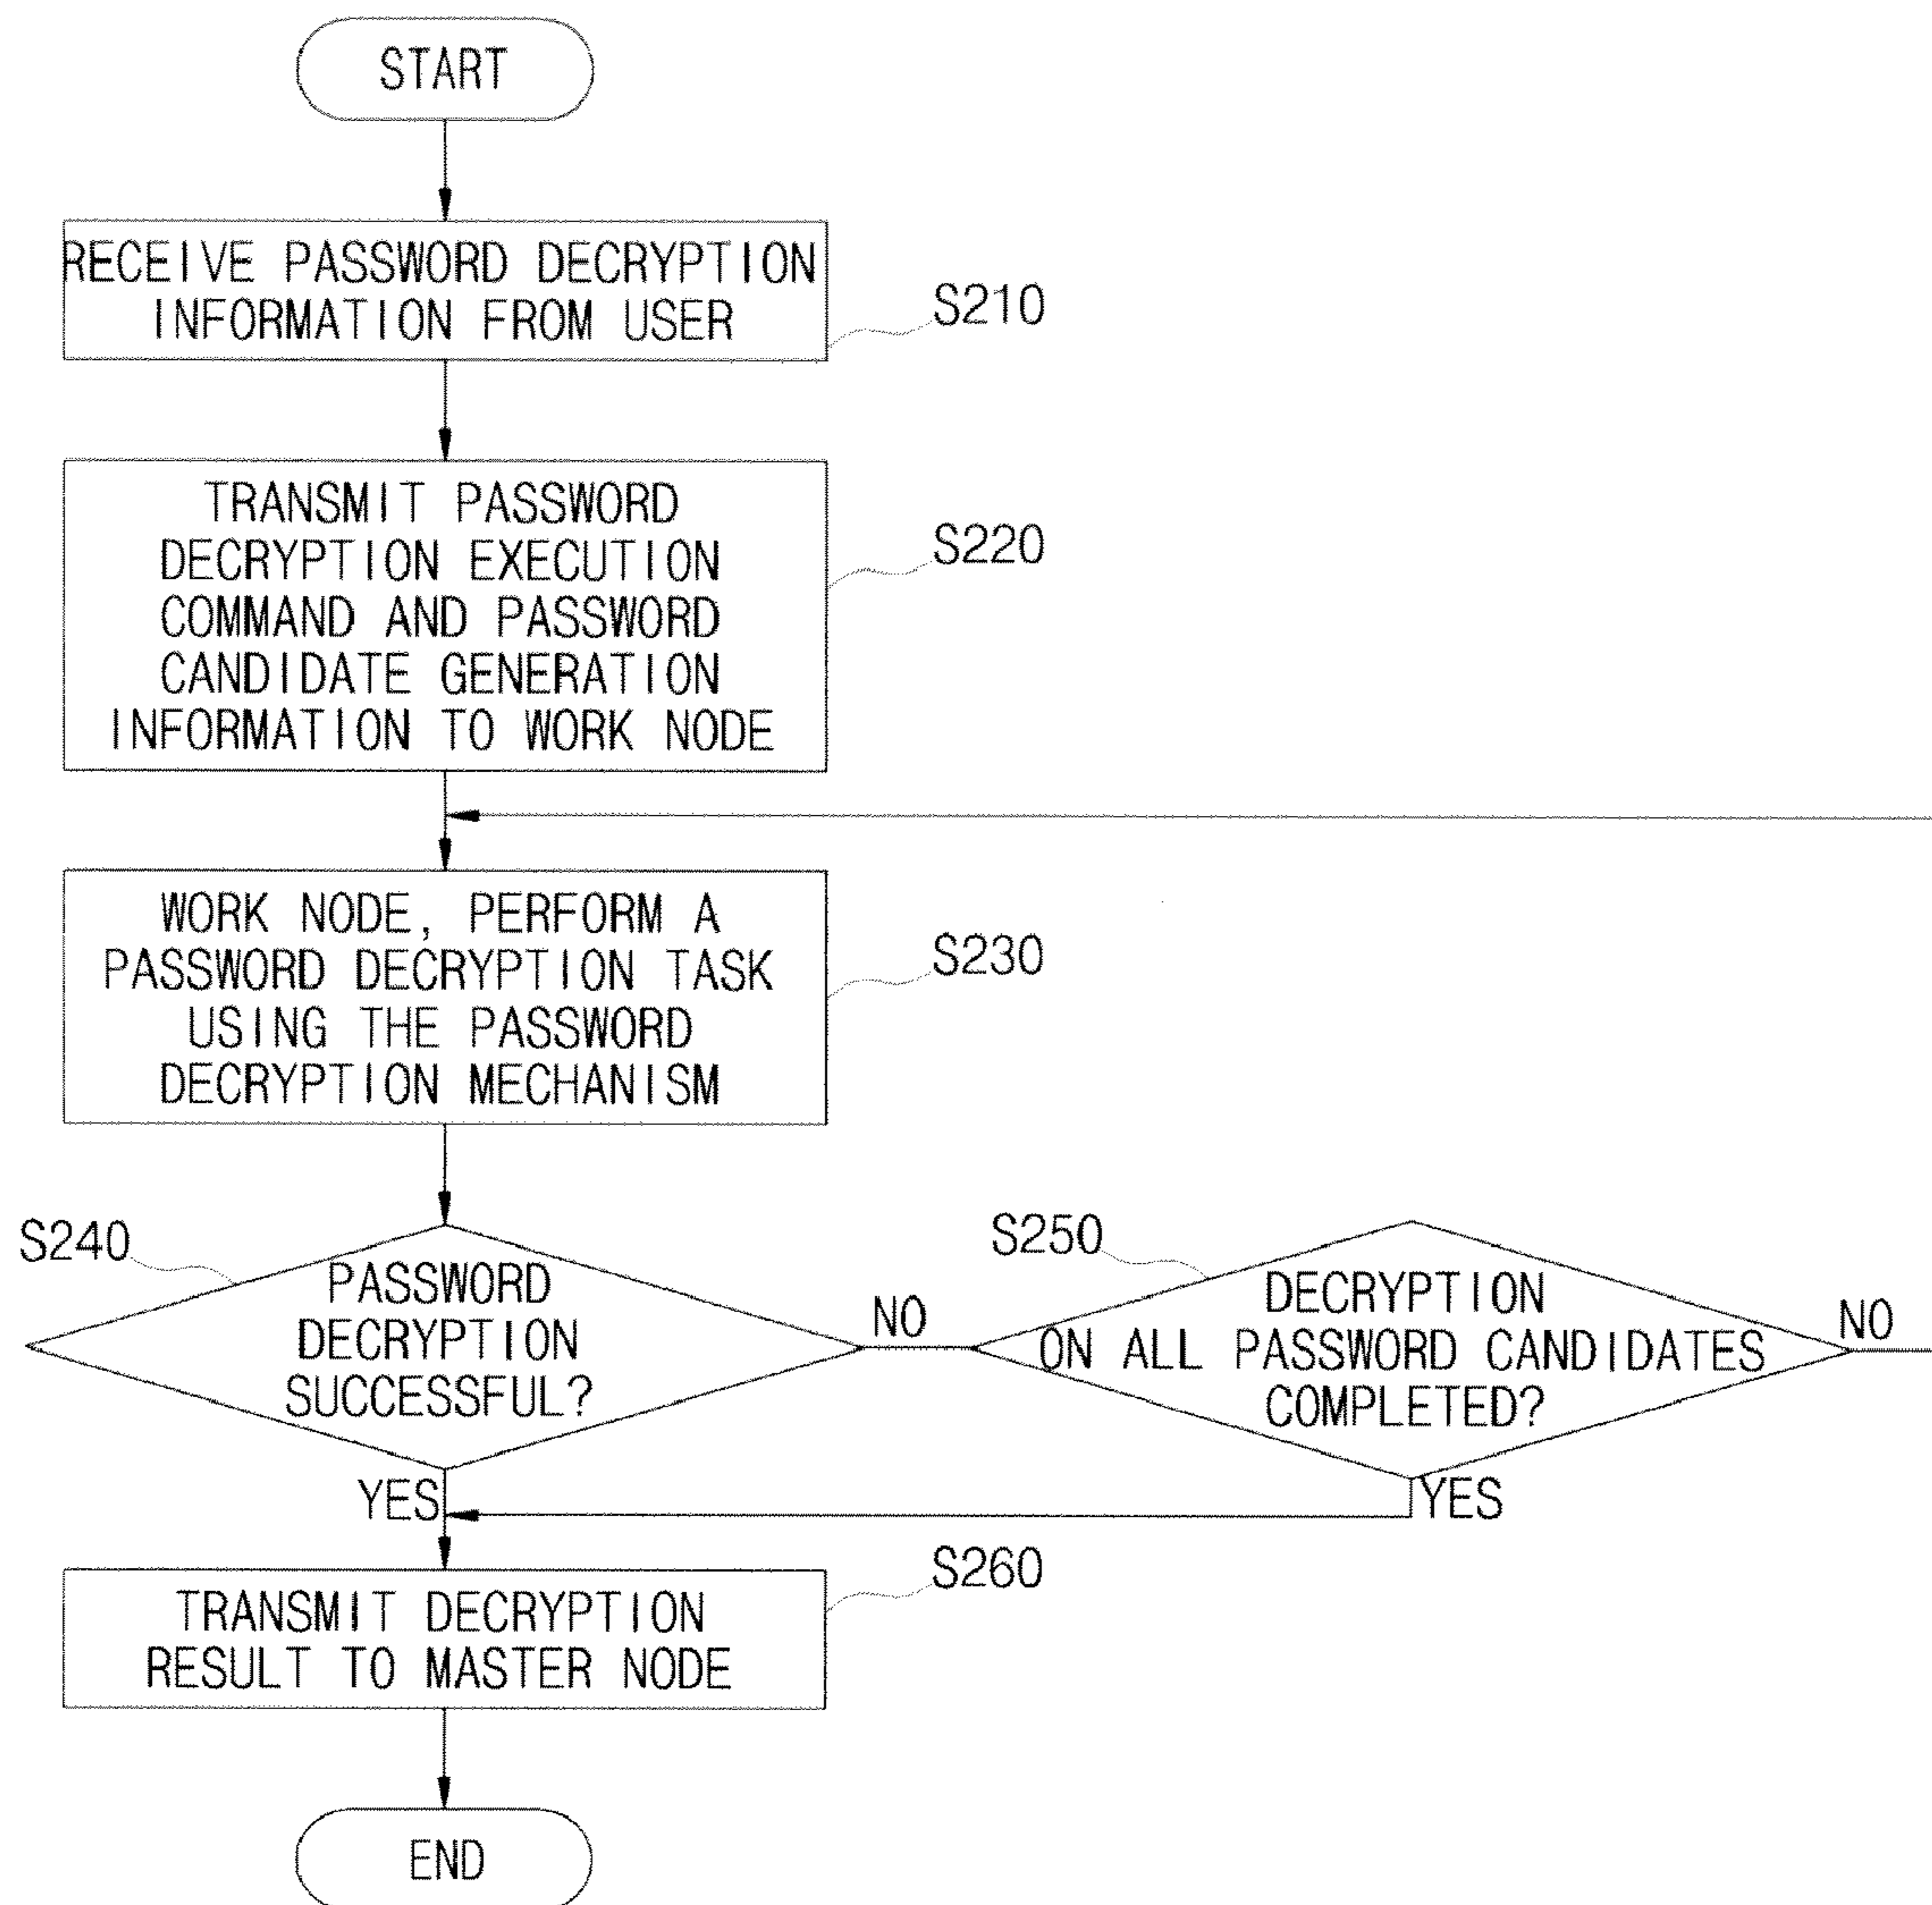 START
RECEIVE PASSWORD DECRYPTION
INFORMATION FROM USER
S210
TRANSMIT PASSWORD
DECRYPTION EXECUTION
COMMAND AND PASSWORD
CANDIDATE GENERATION
INFORMATION TO WORK NODE
S220
WORK NODE, PERFORM A
PASSWORD DECRYPTION TASK
USING THE PASSWORD
DECRYPTION MECHANISM
S230
S240
PASSWORD
DECRYPTION
SUCCESSFUL?
NO
YES
S250
DECRYPTION
ON ALL PASSWORD CANDIDATES
COMPLETED?
NO
YES
TRANSMIT DECRYPTION
RESULT TO MASTER NODE
S260
END